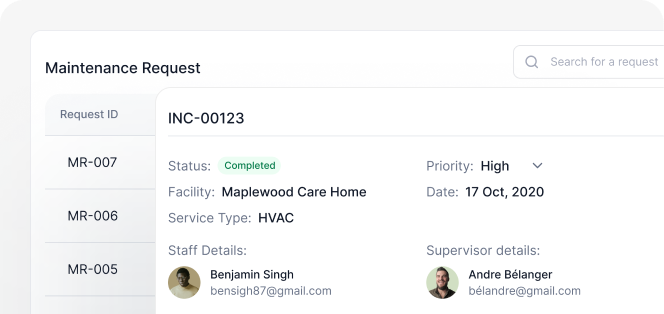 Maintenance Request
Search for a request
Request ID
MR-007
MR-006
MR-005
INC-00123
Status: Completed
Priority: High
Facility: Maplewood Care Home
Date: 17 Oct, 2020
Service Type: HVAC
Staff Details:
Supervisor details:
Benjamin Singh
bensigh87@gmail.com
Andre Bélanger
bélandre@gmail.com